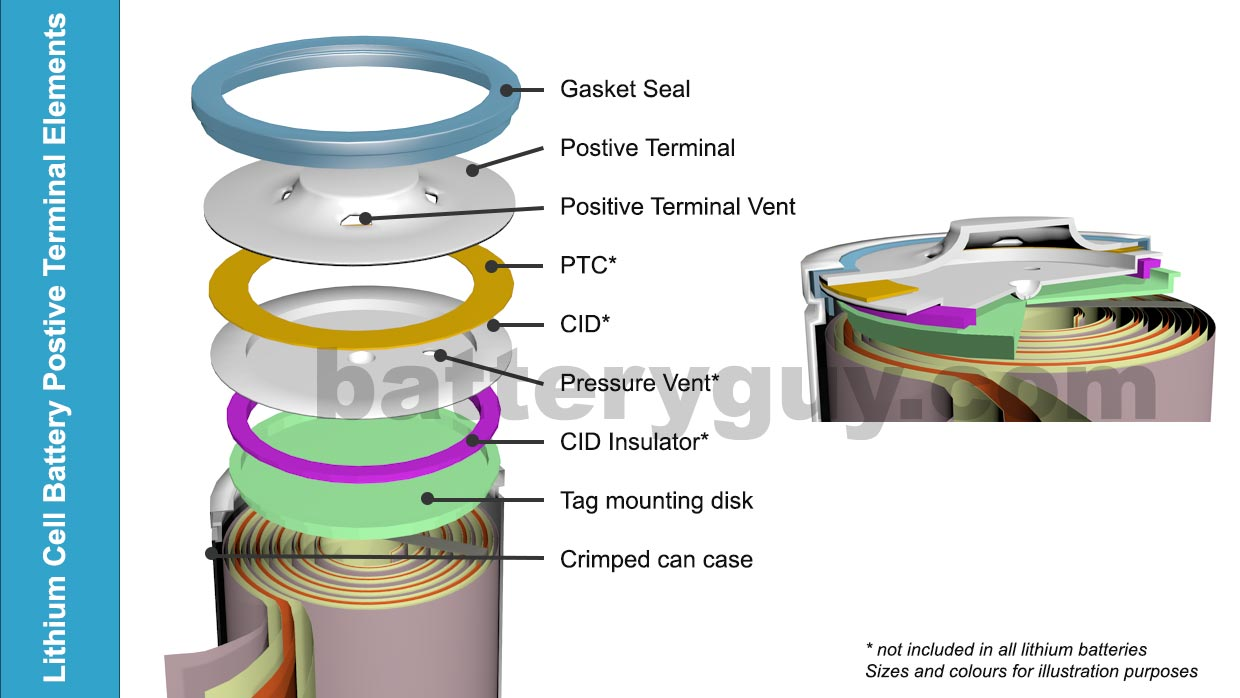 Lithium Cell Battery Postive Terminal Elements
Gasket Seal
Postive Terminal
Positive Terminal Vent
PTC*
CID*
Pressure Vent*
batteryguy.com
CID Insulator*
Tag mounting disk
Crimped can case
* not included in all lithium batteries
Sizes and colours for illustration purposes